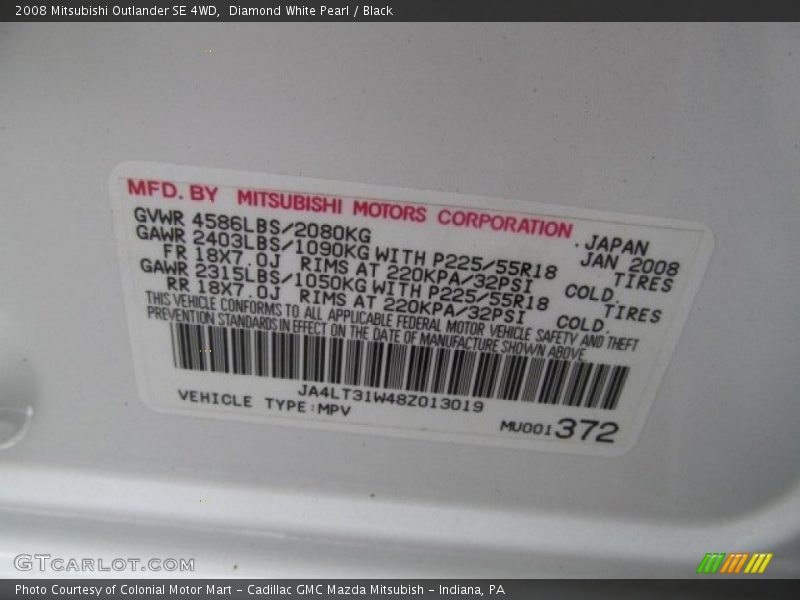 2008 Mitsubishi Outlander SE 4WD,  Diamond White Pearl / Black
MFD. BY MITSUBISHI MOTORS CORPORATION . JAPAN
GVWR 4586LBS/2080KG JAN 2008
GAWR 2403LBS/1090KG WITH P225/55R18 TIRES
FR 18X7.0J RIMS AT 220KPA/32PSI COLD.
GAWR 2315LBS/1050KG WITH P225/55R18 TIRES
RR 18X7.0J RIMS AT 220KPA/32PSI COLD.
THIS VEHICLE CONFORMS TO ALL APPLICABLE FEDERAL MOTOR VEHICLE SAFETY AND THEFT
PREVENTION STANDARDS IN EFFECT ON THE DATE OF MANUFACTURE SHOWN ABOVE.
JA4LT31W48Z013019
VEHICLE TYPE:MPV MU001372
GTCARLOT.COM
Photo Courtesy of Colonial Motor Mart - Cadillac GMC Mazda Mitsubish - Indiana, PA